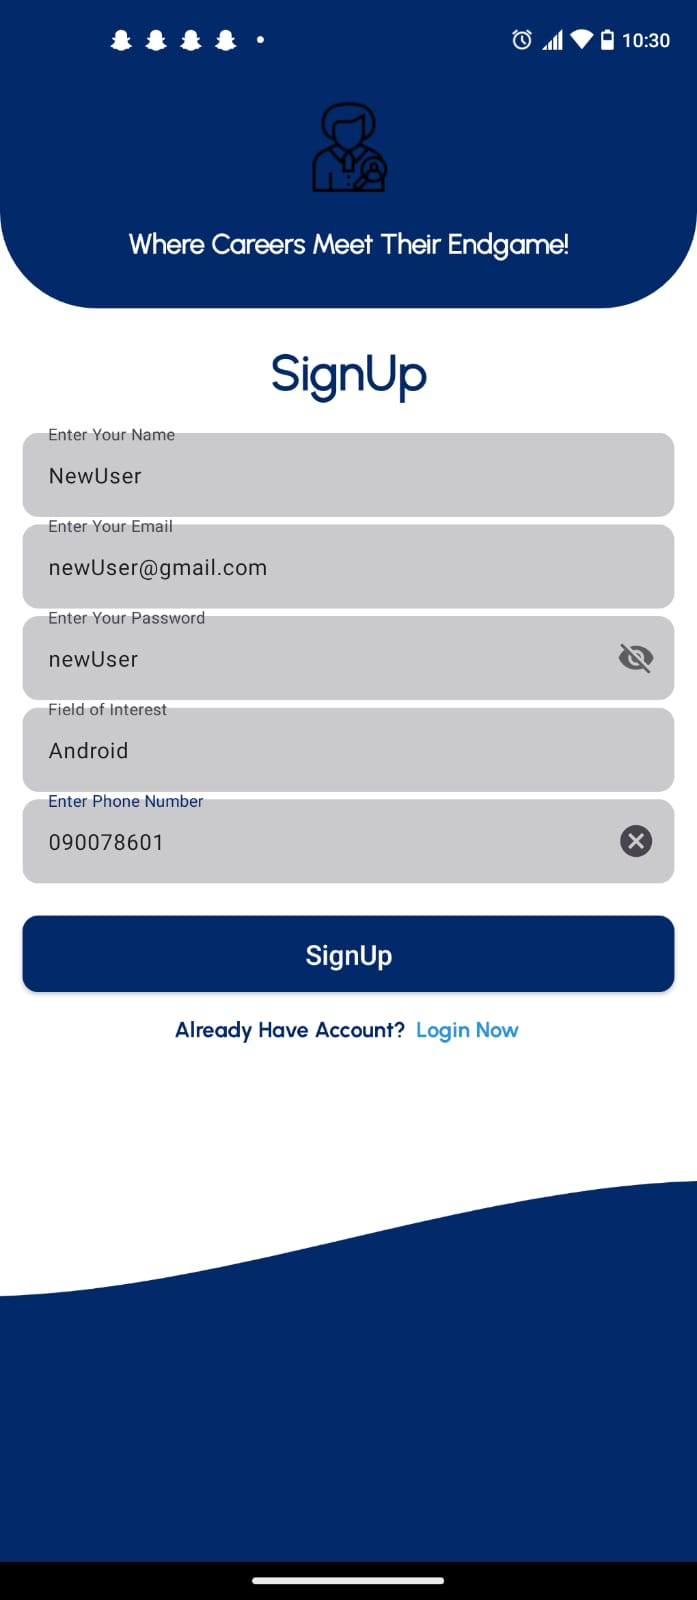 10:30
Where Careers Meet Their Endgame!
SignUp
Enter Your Name
NewUser
Enter Your Email
newUser@gmail.com
Enter Your Password
newUser
Field of Interest
Android
Enter Phone Number
090078601
SignUp
Already Have Account? Login Now